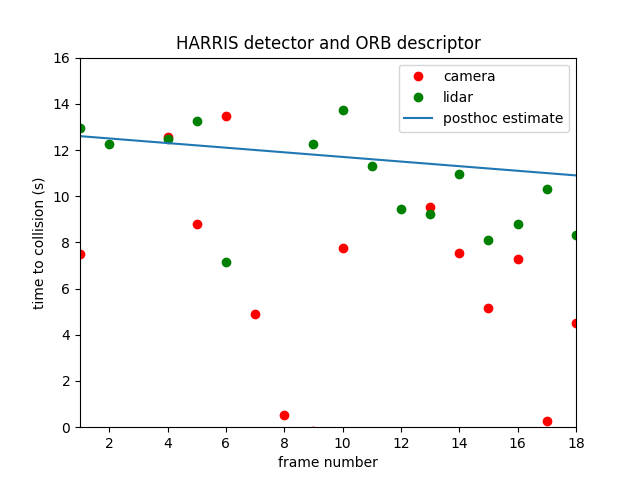 HARRIS detector and ORB descriptor
camera
lidar
posthoc estimate
time to collision (s)
16
14
12
10
8
6
4
2
0
2 4 6 8 10 12 14 16 18
frame number